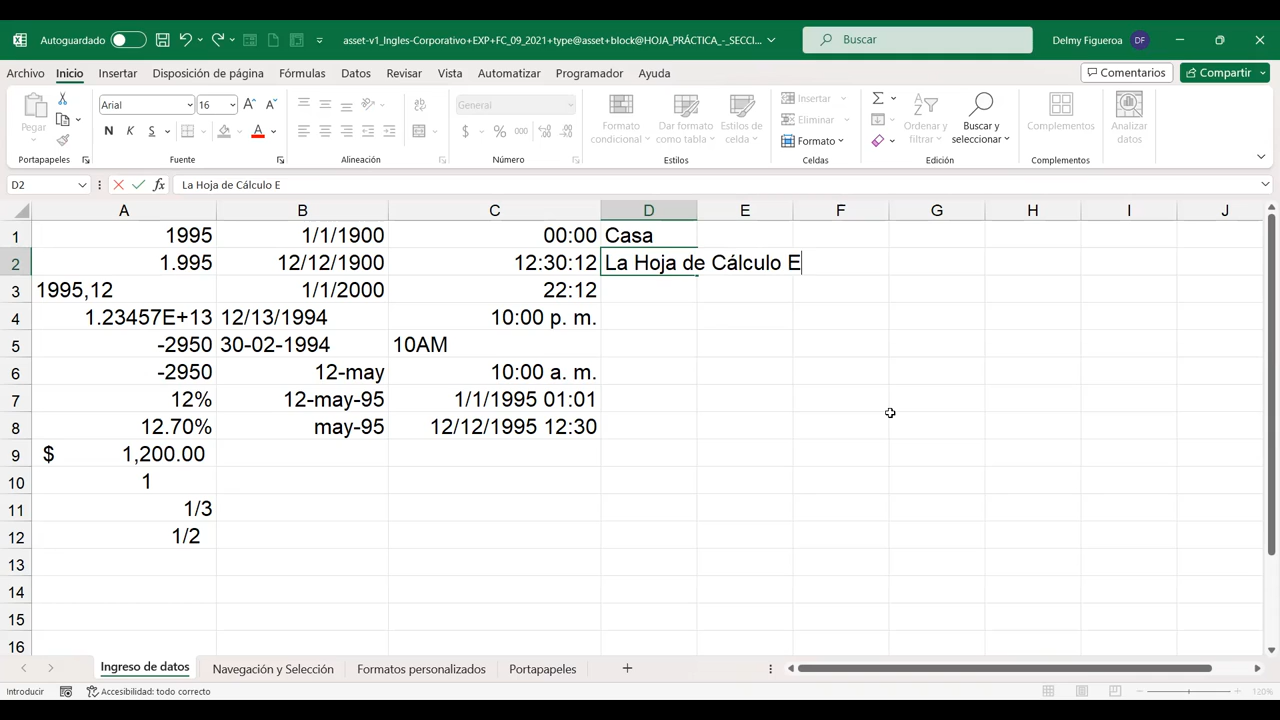 Autoguardado
asset-v1_Ingles-Corporativo+EXP+FC_09_2021+type@asset+block@HOJA_PRÁCTICA_-_SECCI...
Buscar
Delmy Figueroa DF
Archivo Inicio Insertar Disposición de página Fórmulas Datos Revisar Vista Automatizar Programador Ayuda Comentarios Compartir
Pegar
Arial 16
N K S
General
$ % 000
Formato condicional
Dar formato como tabla
Estilos de celda
Insertar
Eliminar
Formato
Ordenar y filtrar
Buscar y seleccionar
Complementos
Analizar datos
Portapapeles Fuente Alineación Número Estilos Celdas Edición Complementos
D2 fx La Hoja de Cálculo E
A B C D E F G H I J
1 1995 1/1/1900 00:00 Casa
2 1.995 12/12/1900 12:30:12 La Hoja de Cálculo E
3 1995,12 1/1/2000 22:12
4 1.23457E+13 12/13/1994 10:00 p. m.
5 -2950 30-02-1994 10AM
6 -2950 12-may 10:00 a. m.
7 12% 12-may-95 1/1/1995 01:01
8 12.70% may-95 12/12/1995 12:30
9 $ 1,200.00
10 1
11 1/3
12 1/2
13
14
15
16
Ingreso de datos Navegación y Selección Formatos personalizados Portapapeles
Introducir Accesibilidad: todo correcto 120%